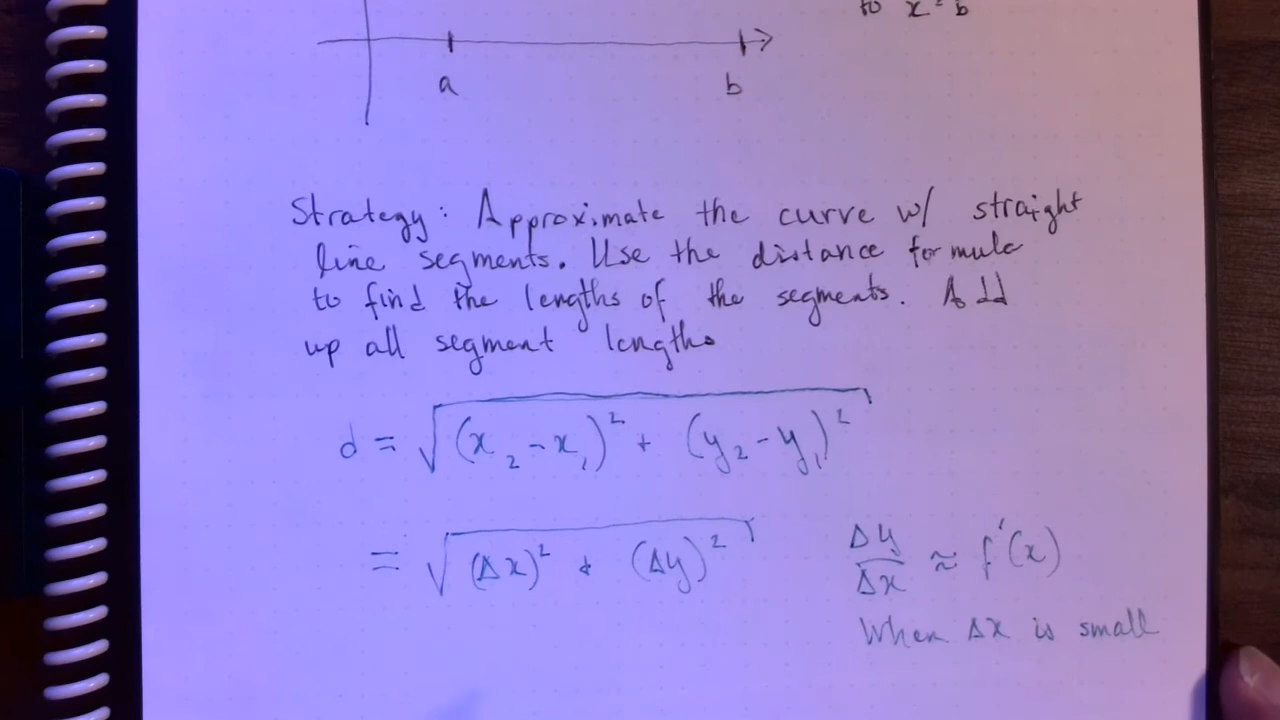 to x = b
a
b
Strategy: Approximate the curve w/ straight
line segments. Use the distance formula
to find the lengths of the segments. Add
up all segment lengths
d = √((x₂ - x₁)² + (y₂ - y₁)²)
= √((Δx)² + (Δy)²)
Δy/Δx ≈ f'(x)
When Δx is small